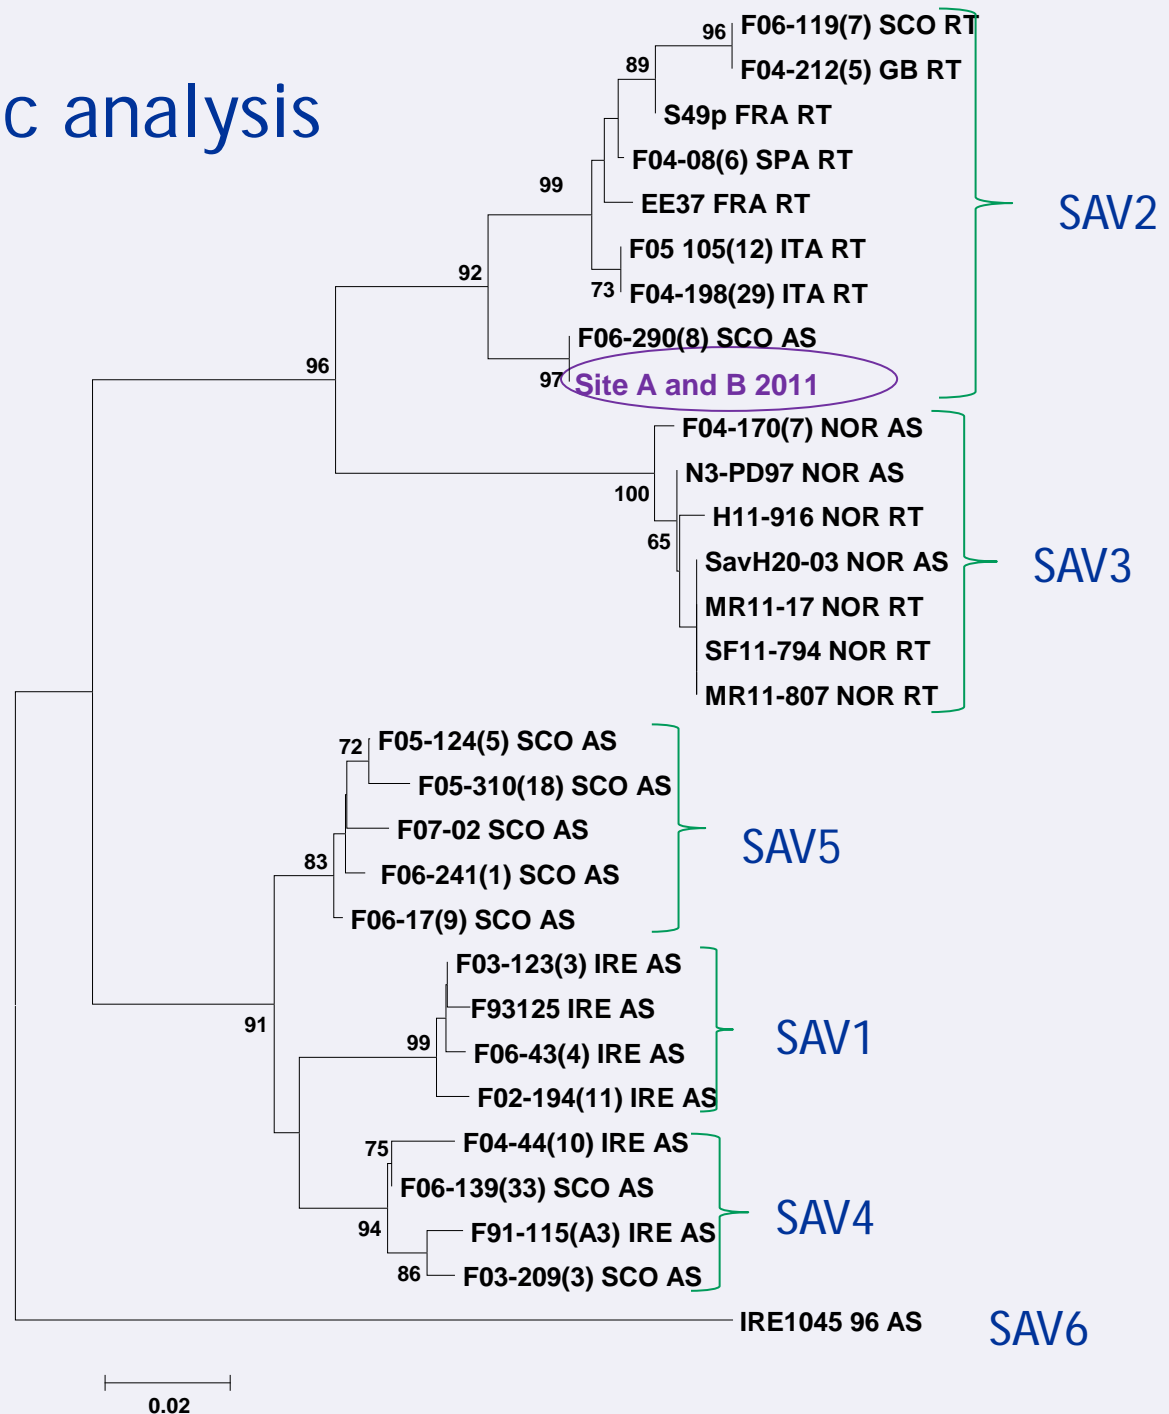 c analysis
96
F06-119(7) SCO RT
89
F04-212(5) GB RT
S49p FRA RT
F04-08(6) SPA RT
99
EE37 FRA RT
SAV2
F05 105(12) ITA RT
92
73
F04-198(29) ITA RT
F06-290(8) SCO AS
96
97
Site A and B 2011
F04-170(7) NOR AS
N3-PD97 NOR AS
100
H11-916 NOR RT
65
SavH20-03 NOR AS
SAV3
MR11-17 NOR RT
SF11-794 NOR RT
MR11-807 NOR RT
72
F05-124(5) SCO AS
F05-310(18) SCO AS
F07-02 SCO AS
SAV5
83
F06-241(1) SCO AS
F06-17(9) SCO AS
F03-123(3) IRE AS
F93125 IRE AS
91
SAV1
99
F06-43(4) IRE AS
F02-194(11) IRE AS
75
F04-44(10) IRE AS
F06-139(33) SCO AS
SAV4
94
F91-115(A3) IRE AS
86
F03-209(3) SCO AS
IRE1045 96 AS
SAV6
0.02